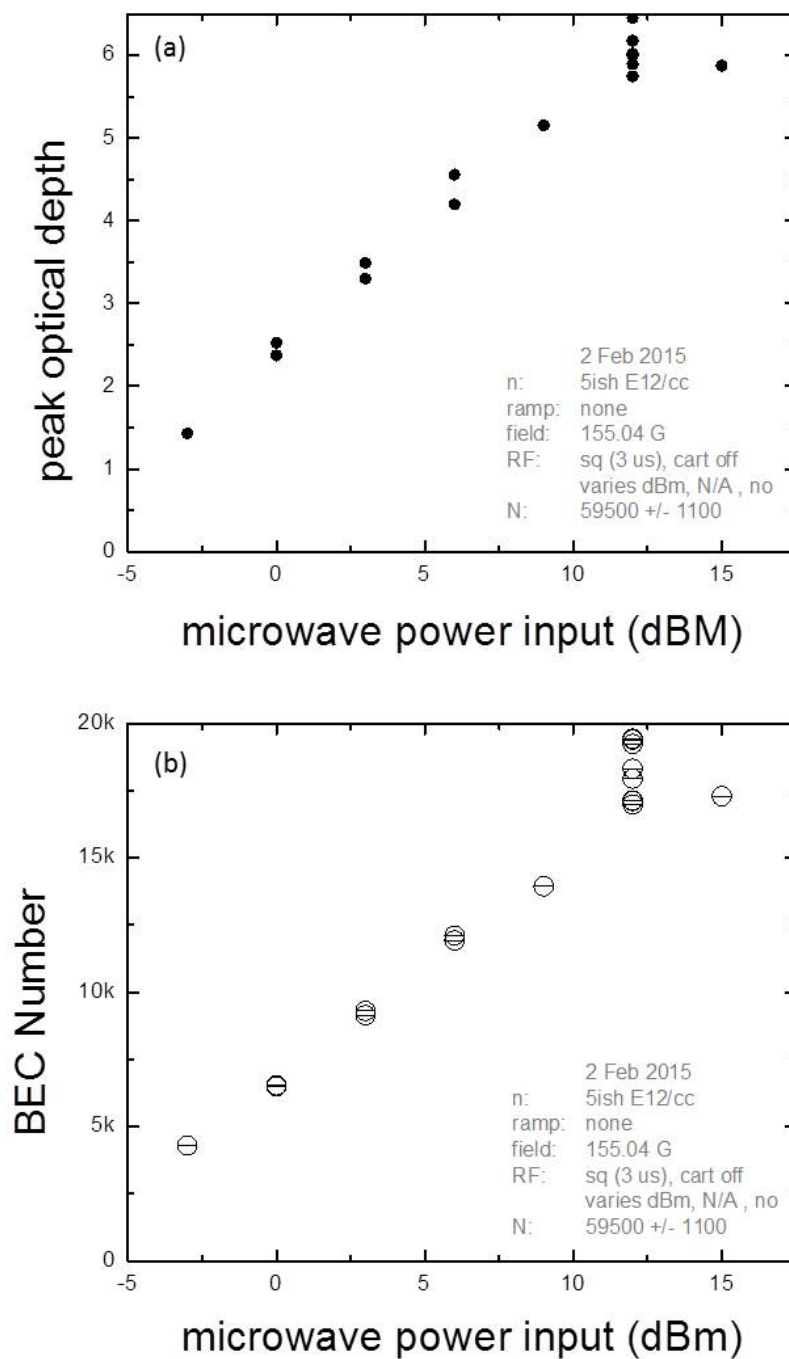 (a)
peak optical depth
6
5
4
3
2
1
0
2 Feb 2015
n: 5ish E12/cc
ramp: none
field: 155.04 G
RF: sq (3 us), cart off
varies dBm, N/A , no
N: 59500 +/- 1100
-5 0 5 10 15
microwave power input (dBM)
(b)
BEC Number
20k
15k
10k
5k
0
2 Feb 2015
n: 5ish E12/cc
ramp: none
field: 155.04 G
RF: sq (3 us), cart off
varies dBm, N/A , no
N: 59500 +/- 1100
-5 0 5 10 15
microwave power input (dBm)